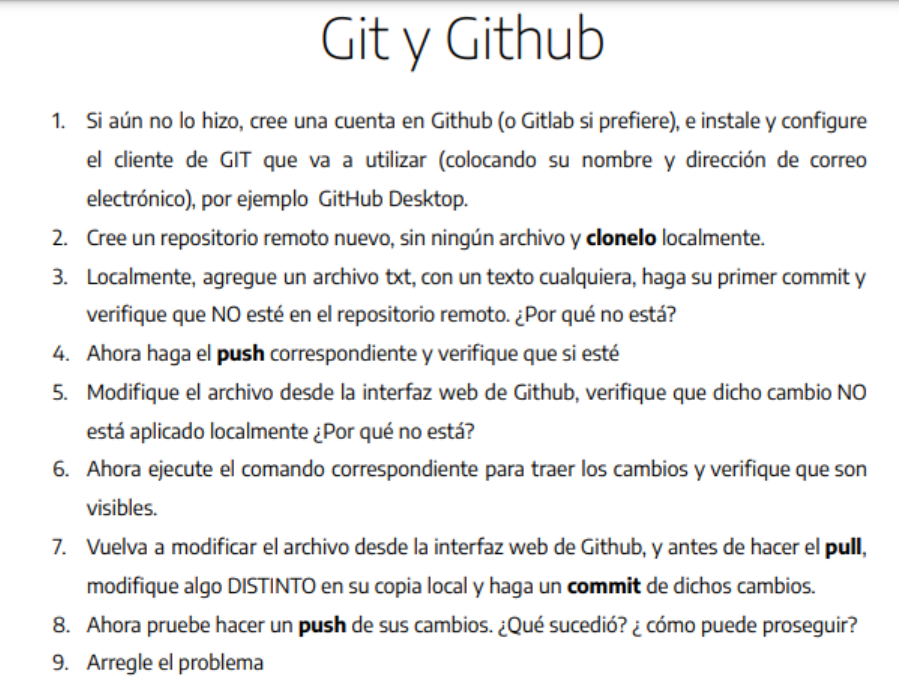 Git y Github
1. Si aún no lo hizo, cree una cuenta en Github (o Gitlab si prefiere), e instale y configure
el cliente de GIT que va a utilizar (colocando su nombre y dirección de correo
electrónico), por ejemplo GitHub Desktop.
2. Cree un repositorio remoto nuevo, sin ningún archivo y clonelo localmente.
3. Localmente, agregue un archivo txt, con un texto cualquiera, haga su primer commit y
verifique que NO esté en el repositorio remoto. ¿Por qué no está?
4. Ahora haga el push correspondiente y verifique que si esté
5. Modifique el archivo desde la interfaz web de Github, verifique que dicho cambio NO
está aplicado localmente ¿Por qué no está?
6. Ahora ejecute el comando correspondiente para traer los cambios y verifique que son
visibles.
7. Vuelva a modificar el archivo desde la interfaz web de Github, y antes de hacer el pull,
modifique algo DISTINTO en su copia local y haga un commit de dichos cambios.
8. Ahora pruebe hacer un push de sus cambios. ¿Qué sucedió? ¿ cómo puede proseguir?
9. Arregle el problema